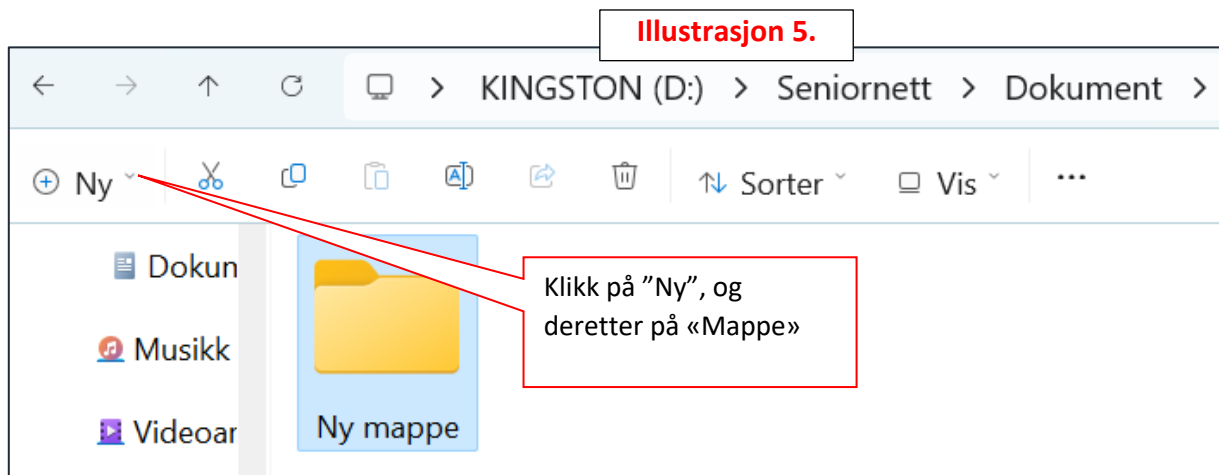 Illustrasjon 5.
KINGSTON (D:) > Seniornett > Dokument >
Ny
Sorter
Vis
...
Dokun
Musikk
Videoar
Ny mappe
Klikk på ”Ny”, og
deretter på «Mappe»